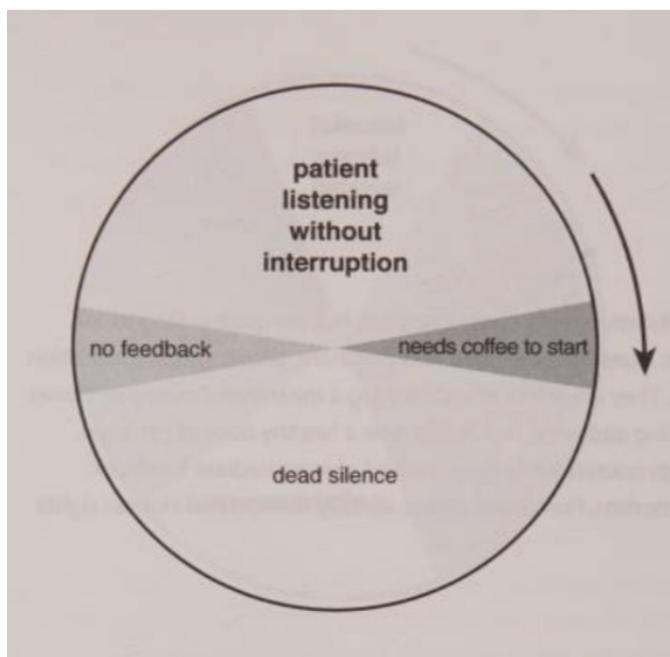 patient
listening
without
interruption
no feedback
needs coffee to start
dead silence